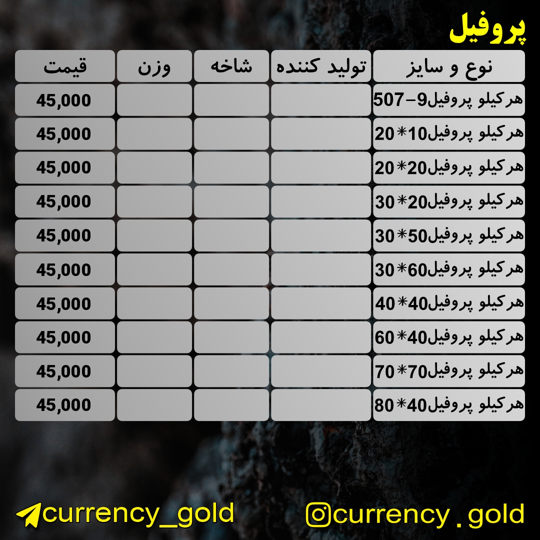 پروفیل
نوع و سایز تولید کننده شاخه وزن قیمت
هرکیلو پروفیل9-507 45,000
هرکیلو پروفیل10*20 45,000
هرکیلو پروفیل20*20 45,000
هرکیلو پروفیل20*30 45,000
هرکیلو پروفیل50*30 45,000
هرکیلو پروفیل60*30 45,000
هرکیلو پروفیل40*40 45,000
هرکیلو پروفیل40*60 45,000
هرکیلو پروفیل70*70 45,000
هرکیلو پروفیل40*80 45,000
currency_gold currency.gold